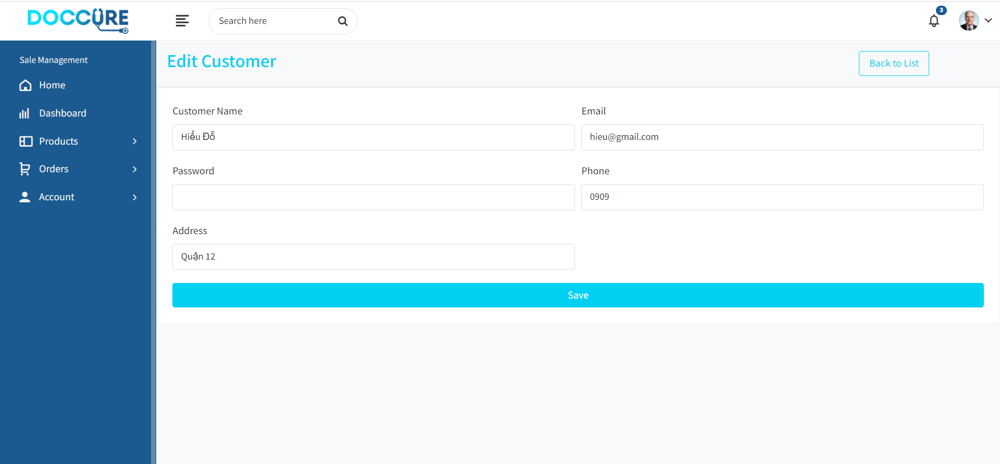 DOCCURE
Search here
3
Sale Management
Home
Dashboard
Products
Orders
Account
Edit Customer
Back to List
Customer Name
Email
Hiểu Đỗ
hieu@gmail.com
Password
Phone
0909
Address
Quận 12
Save